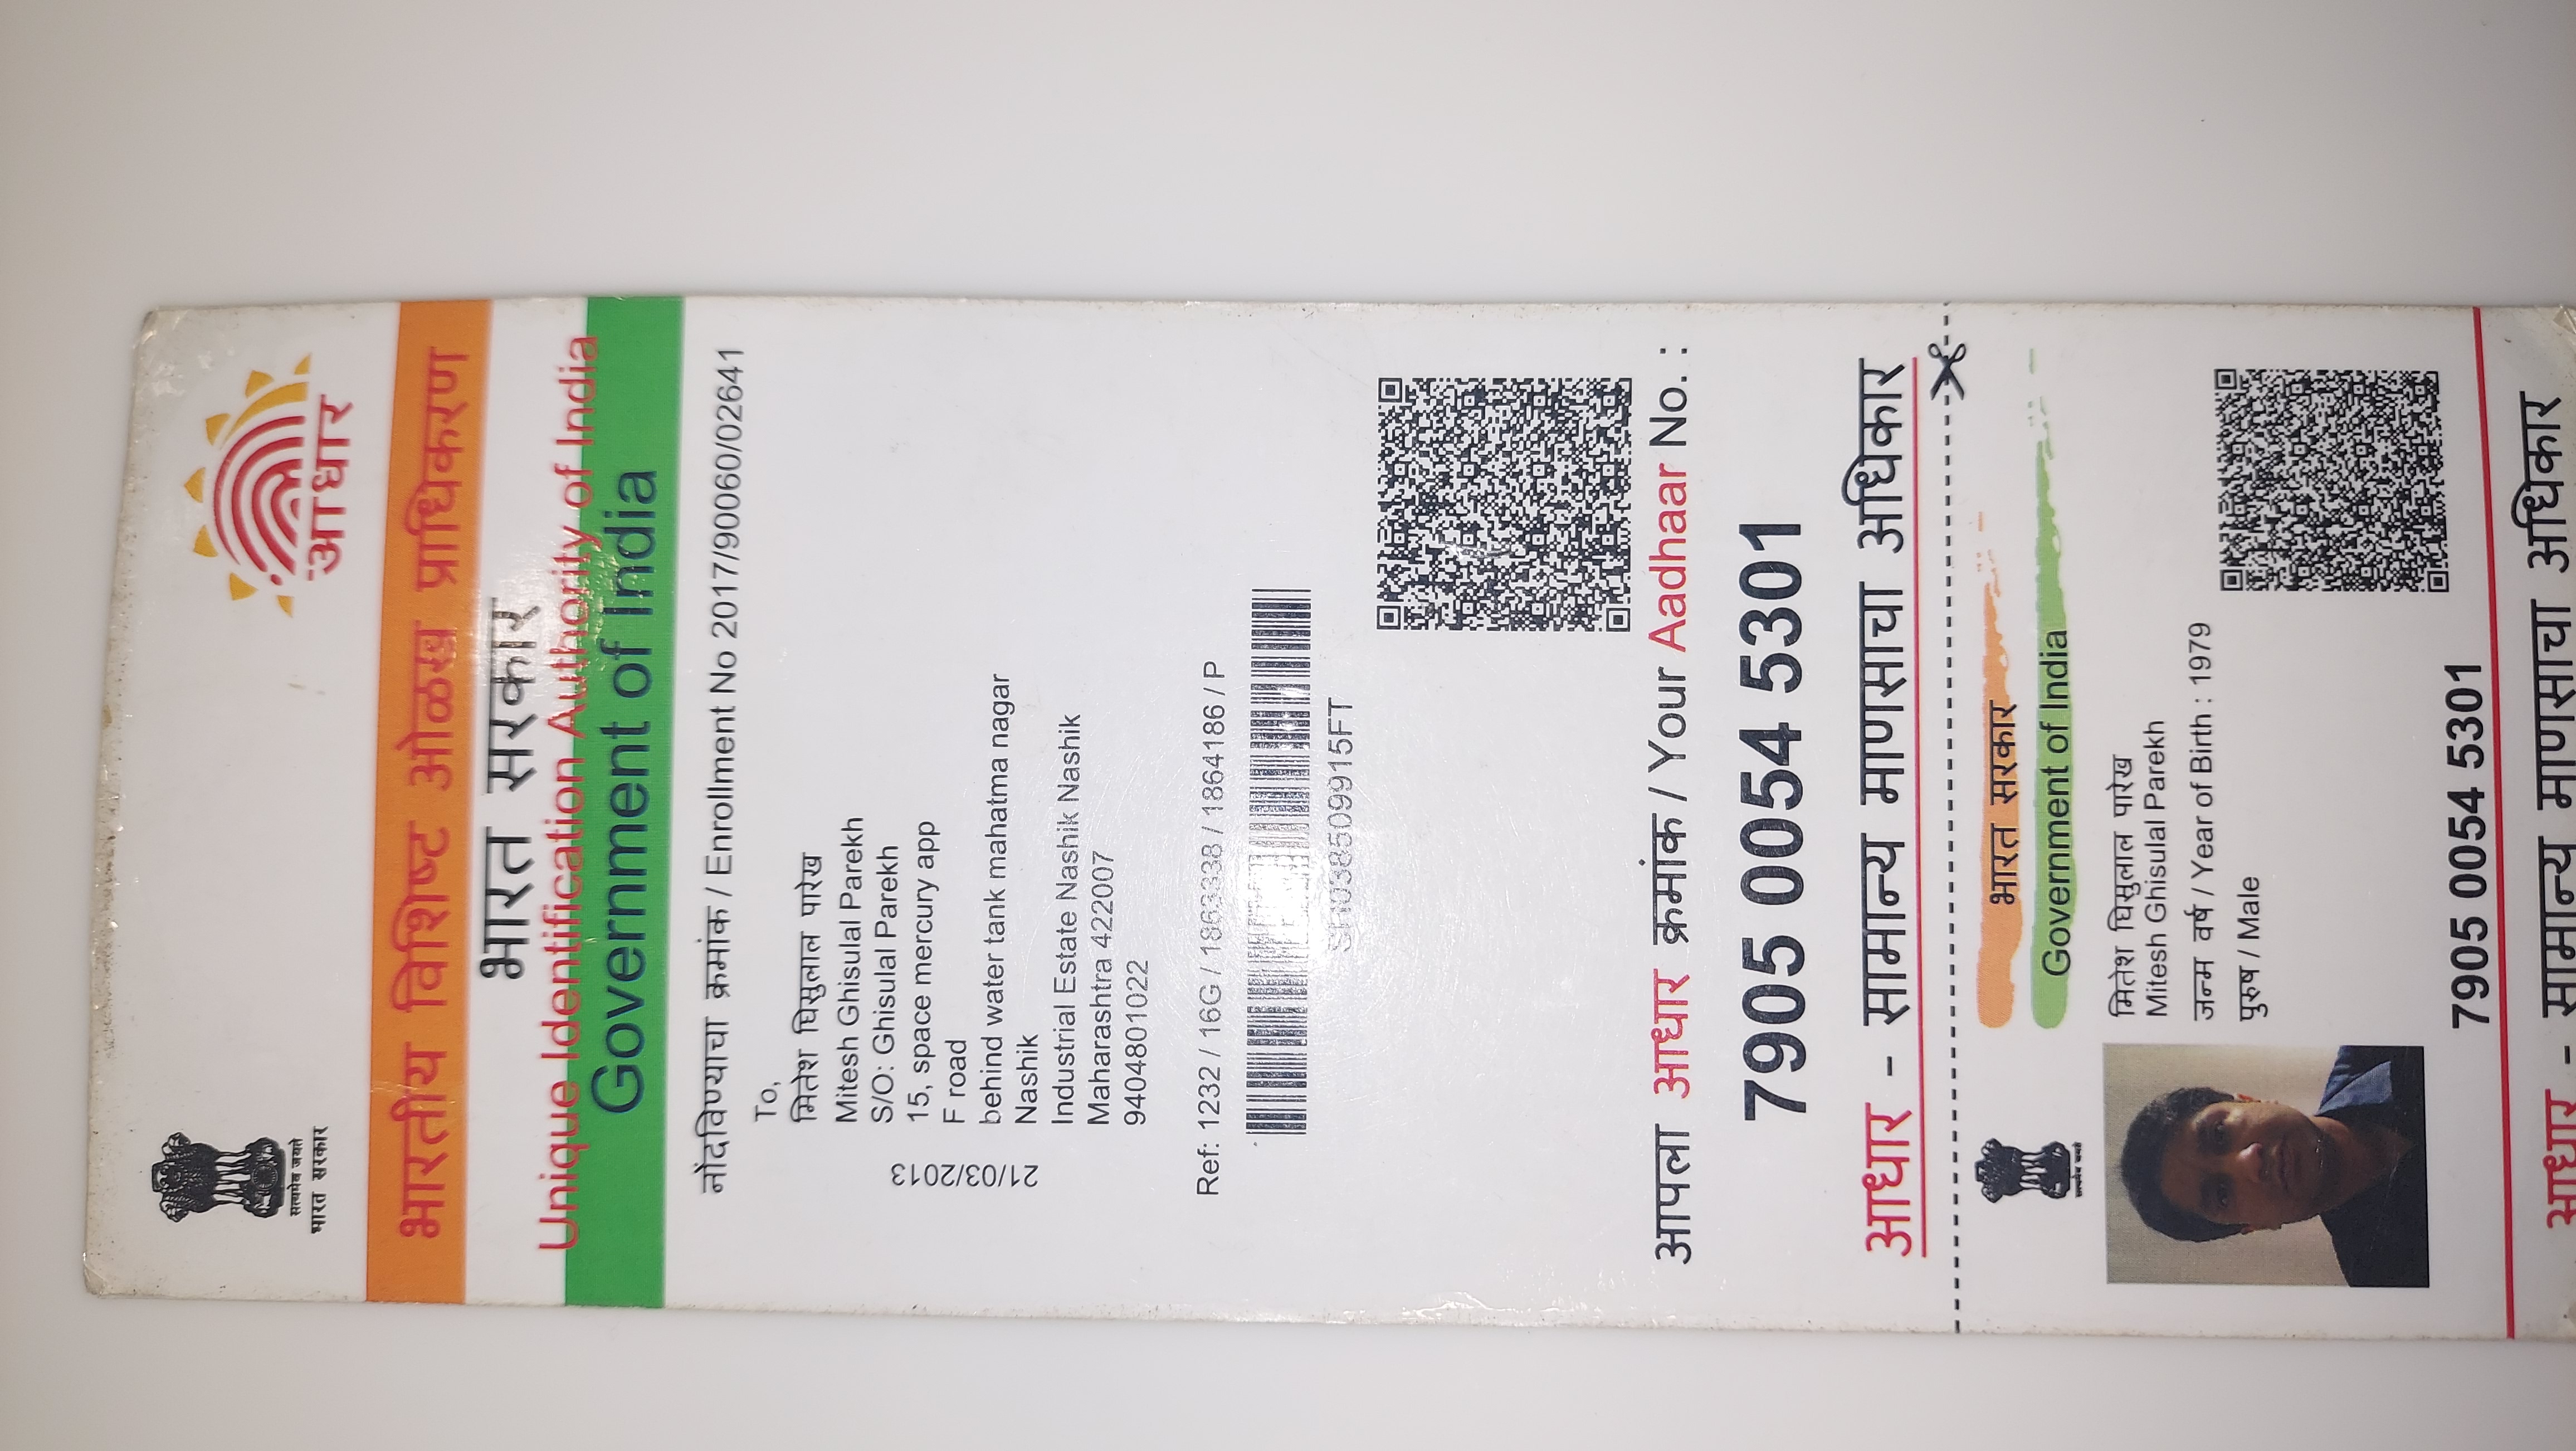 सत्यमेव जयते
भारत सरकार
आधार
भारतीय विशिष्ट ओळख प्राधिकरण
भारत सरकार
Unique Identification Authority of India
Government of India
नोंदविण्याचा क्रमांक / Enrollment No 2017/90060/02641
21/03/2013
To,
मितेश घिसुलाल पारेख
Mitesh Ghisulal Parekh
S/O: Ghisulal Parekh
15, space mercury app
F road
behind water tank mahatma nagar
Nashik
Industrial Estate Nashik Nashik
Maharashtra 422007
9404801022
Ref: 1232 / 16G / 1863338 / 1864186 / P
आपला आधार क्रमांक / Your Aadhaar No. :
7905 0054 5301
आधार - सामान्य माणसाचा अधिकार
सत्यमेव जयते
भारत सरकार
Government of India
मितेश घिसुलाल पारेख
Mitesh Ghisulal Parekh
जन्म वर्ष / Year of Birth : 1979
पुरुष / Male
7905 0054 5301
आधार - सामान्य माणसाचा अधिकार